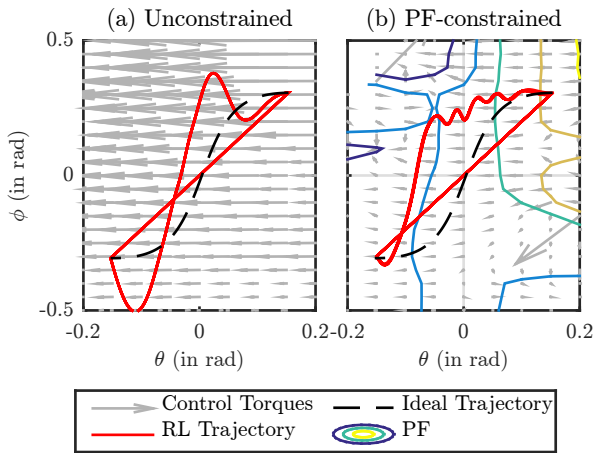 (a) Unconstrained (b) PF-constrained
0.5
0
-0.5
ϕ (in rad)
-0.2 0 0.2 -0.2 0 0.2
θ (in rad) θ (in rad)
Control Torques Ideal Trajectory
RL Trajectory PF